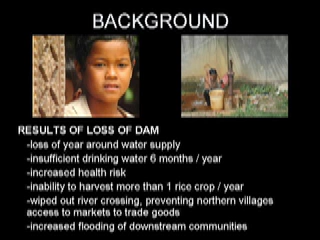 BACKGROUND
RESULTS OF LOSS OF DAM
-loss of year around water supply
-insufficient drinking water 6 months / year
-increased health risk
-inability to harvest more than 1 rice crop / year
-wiped out river crossing, preventing northern villages
access to markets to trade goods
-increased flooding of downstream communities